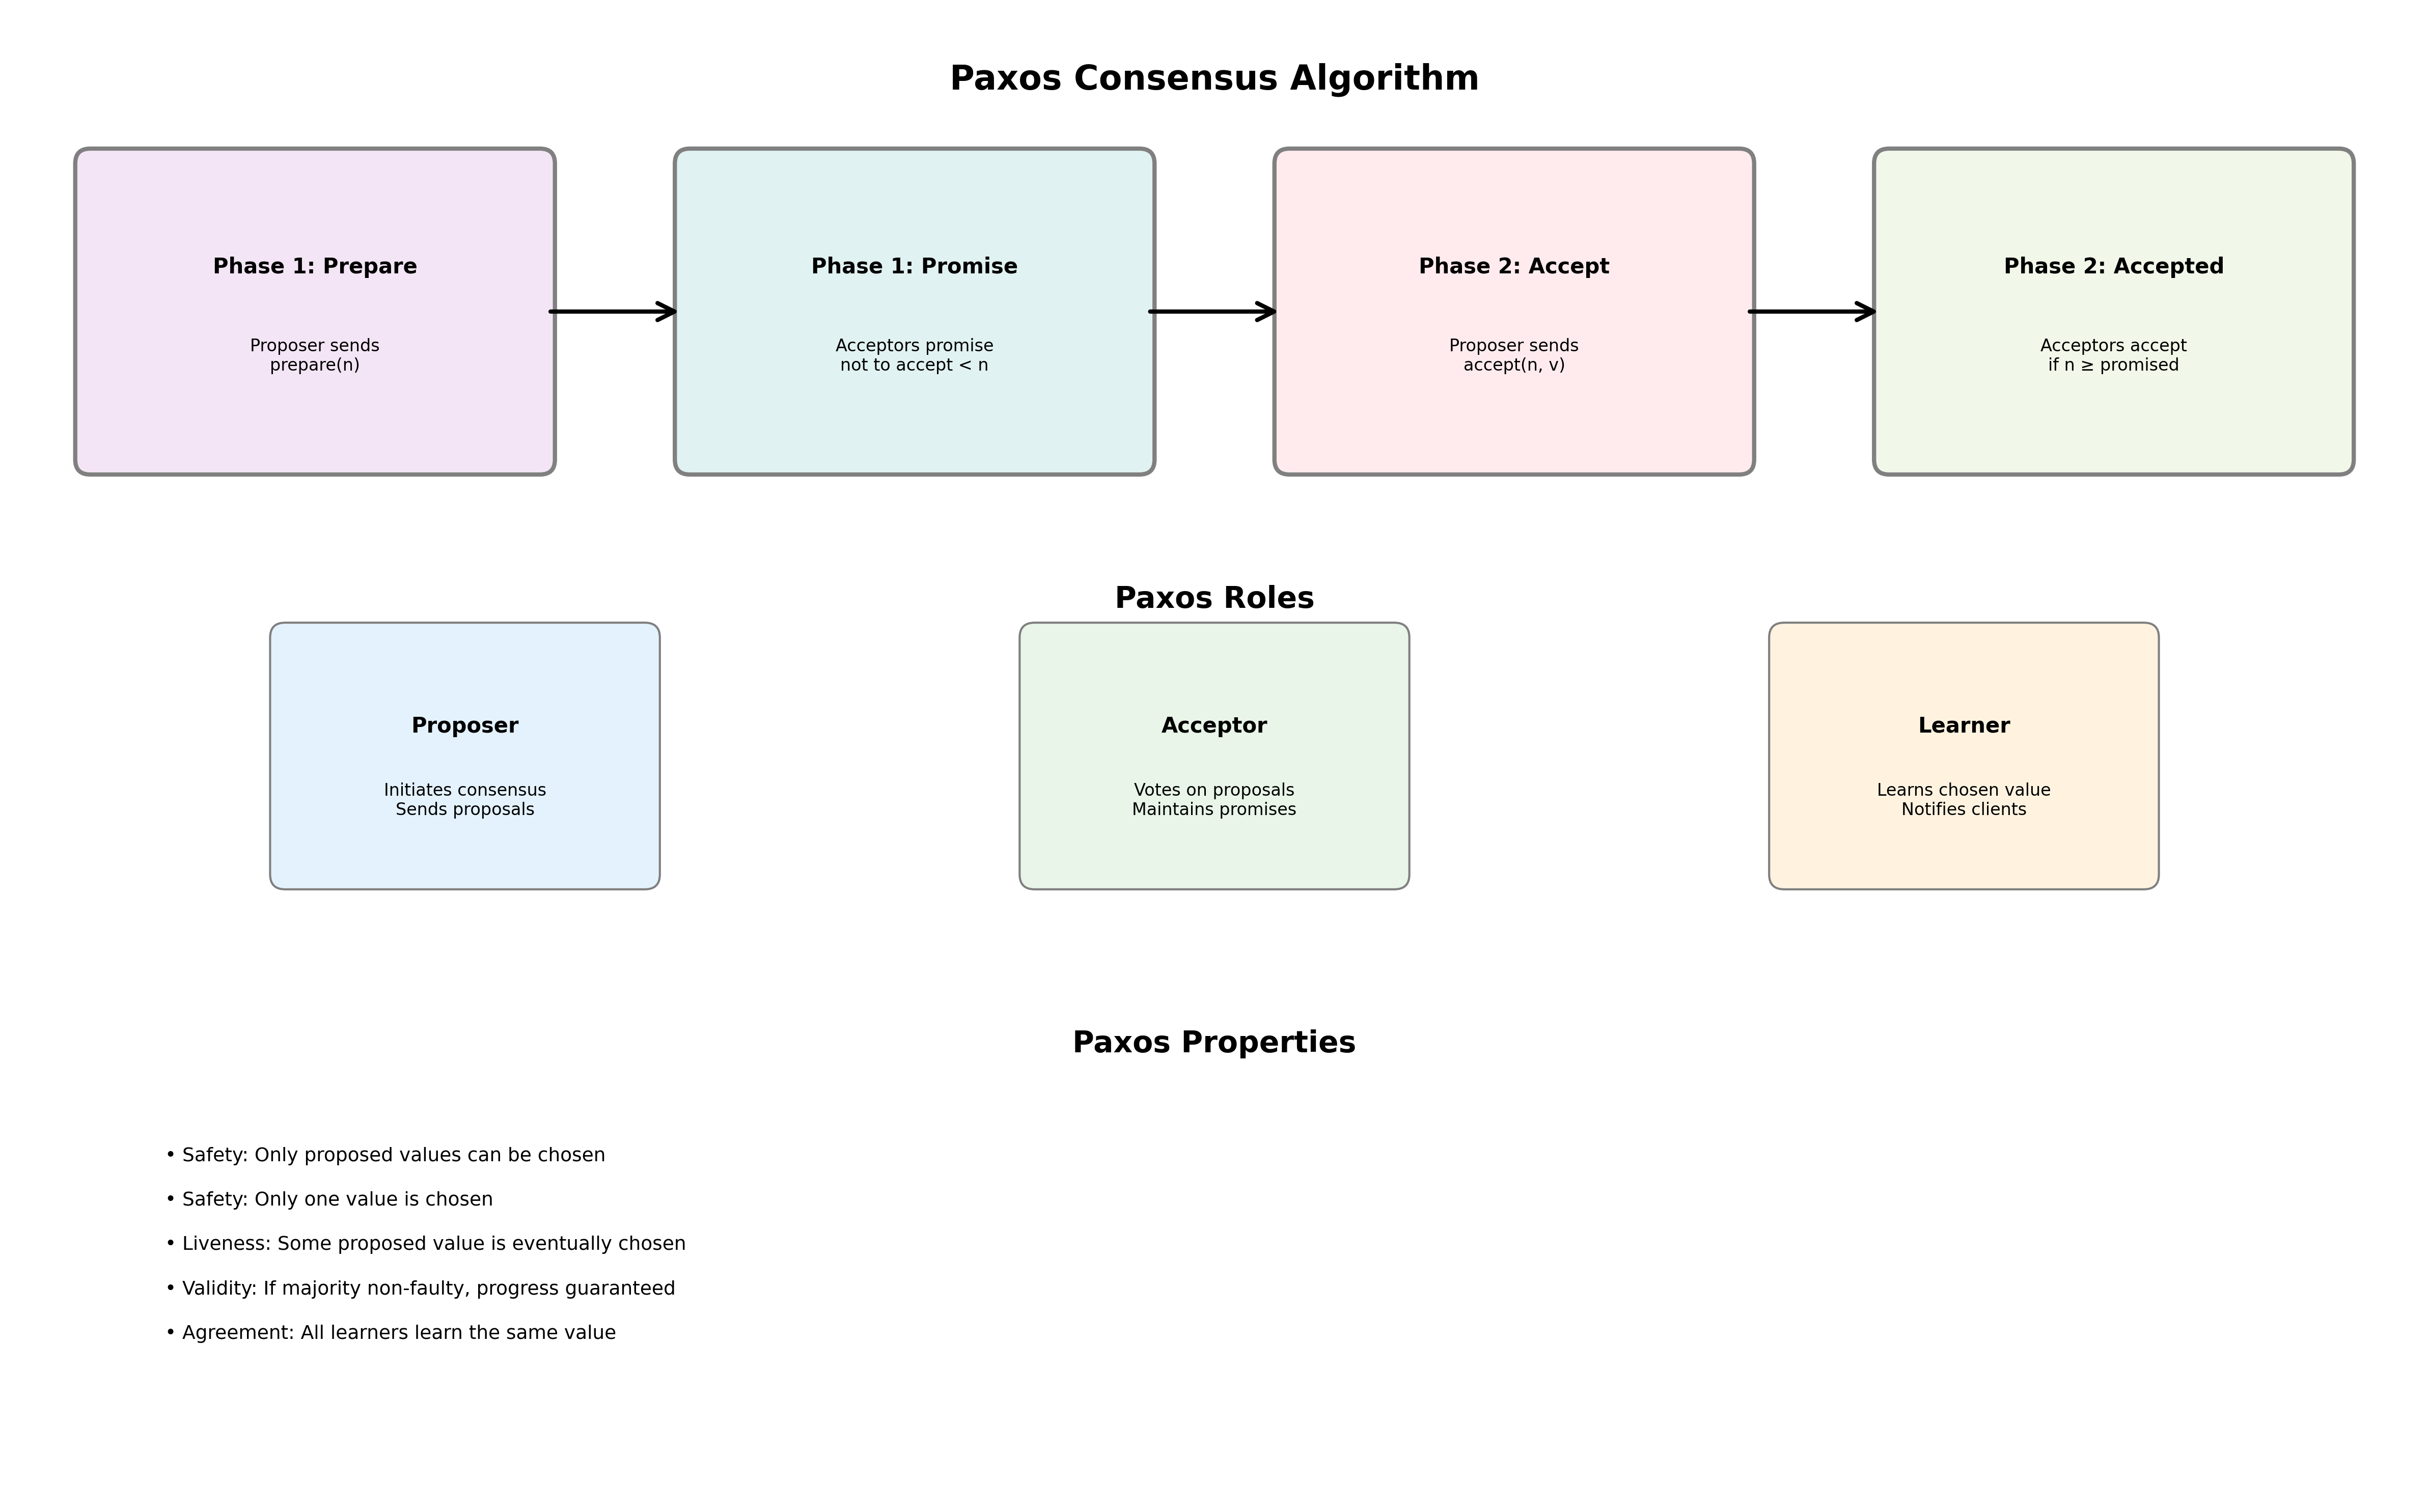 Paxos Consensus Algorithm
Phase 1: Prepare
Proposer sends
prepare(n)
Phase 1: Promise
Acceptors promise
not to accept < n
Phase 2: Accept
Proposer sends
accept(n, v)
Phase 2: Accepted
Acceptors accept
if n ≥ promised
Paxos Roles
Proposer
Initiates consensus
Sends proposals
Acceptor
Votes on proposals
Maintains promises
Learner
Learns chosen value
Notifies clients
Paxos Properties
• Safety: Only proposed values can be chosen
• Safety: Only one value is chosen
• Liveness: Some proposed value is eventually chosen
• Validity: If majority non-faulty, progress guaranteed
• Agreement: All learners learn the same value